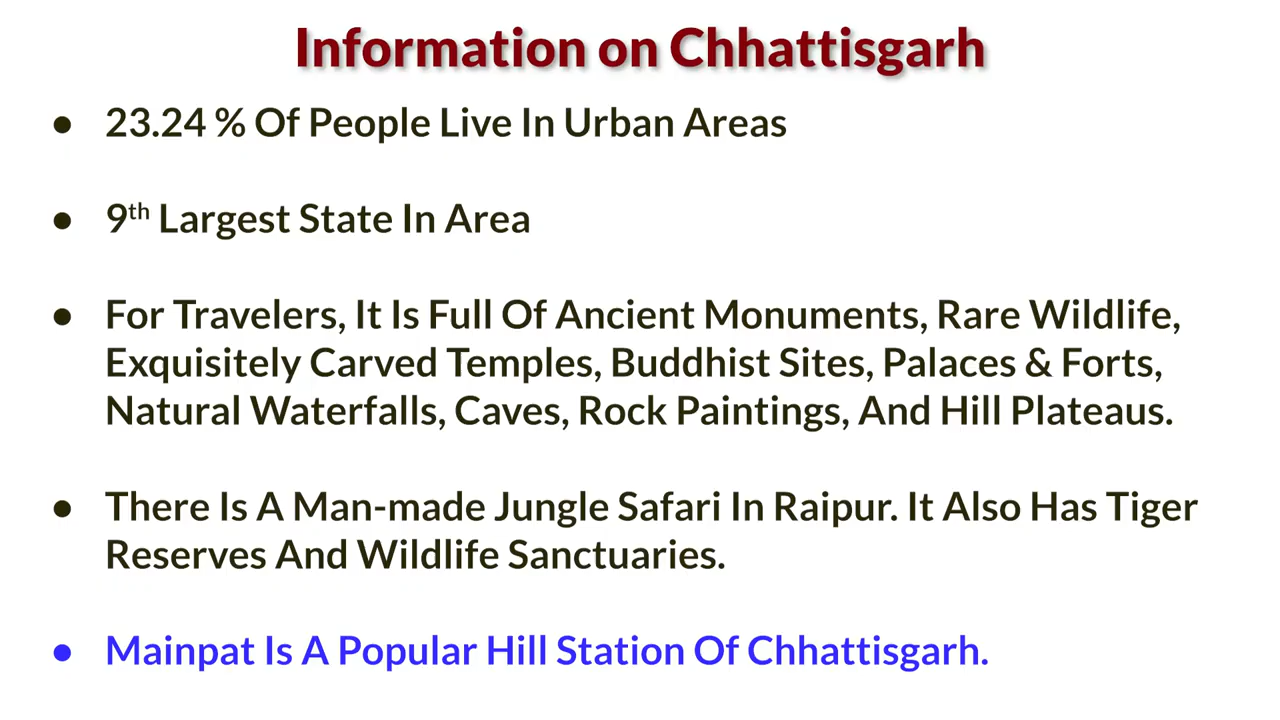 Information on Chhattisgarh
● 23.24 % Of People Live In Urban Areas
● 9th Largest State In Area
● For Travelers, It Is Full Of Ancient Monuments, Rare Wildlife,
Exquisitely Carved Temples, Buddhist Sites, Palaces & Forts,
Natural Waterfalls, Caves, Rock Paintings, And Hill Plateaus.
● There Is A Man-made Jungle Safari In Raipur. It Also Has Tiger
Reserves And Wildlife Sanctuaries.
● Mainpat Is A Popular Hill Station Of Chhattisgarh.